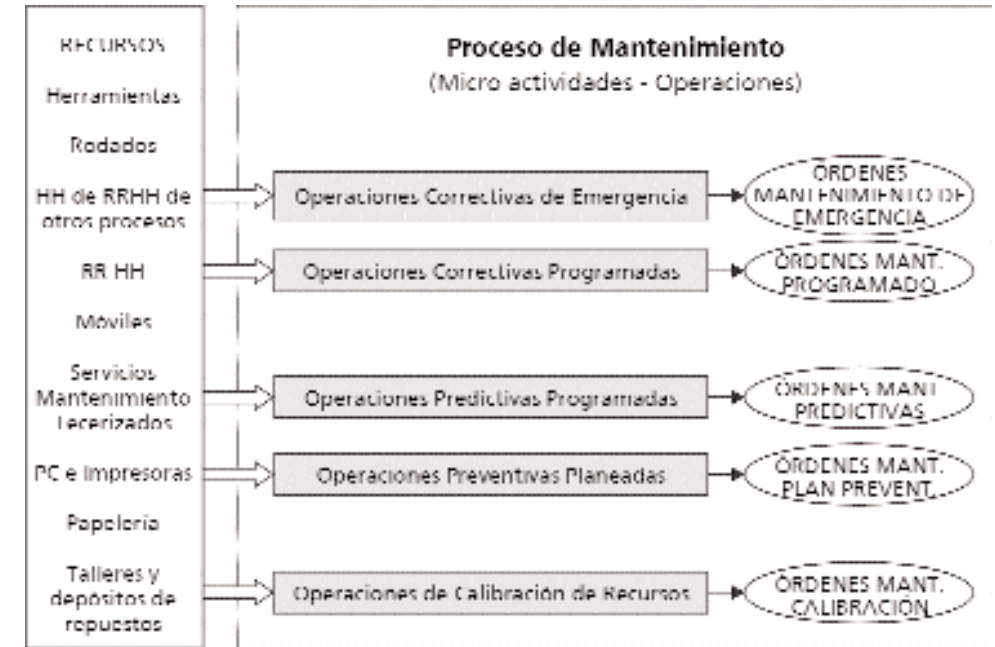 RECURSOS
Herramientas
Rodados
HH de RRHH de
otros procesos
RR HH
Móviles
Servicios
Mantenimiento
Tecerizados
PC e Impresoras
Papelería
Talleres y
depósitos de
repuestos
Proceso de Mantenimiento
(Micro actividades - Operaciones)
Operaciones Correctivas de Emergencia
ÓRDENES
MANTENIMIENTO DE
EMERGENCIA
Operaciones Correctivas Programadas
ÓRDENES MANT.
PROGRAMADO
Operaciones Predictivas Programadas
ÓRDENES MANT.
PREDICTIVAS
Operaciones Preventivas Planeadas
ÓRDENES MANT.
PLAN PREVENT.
Operaciones de Calibración de Recursos
ÓRDENES MANT.
CALIBRACIÓN